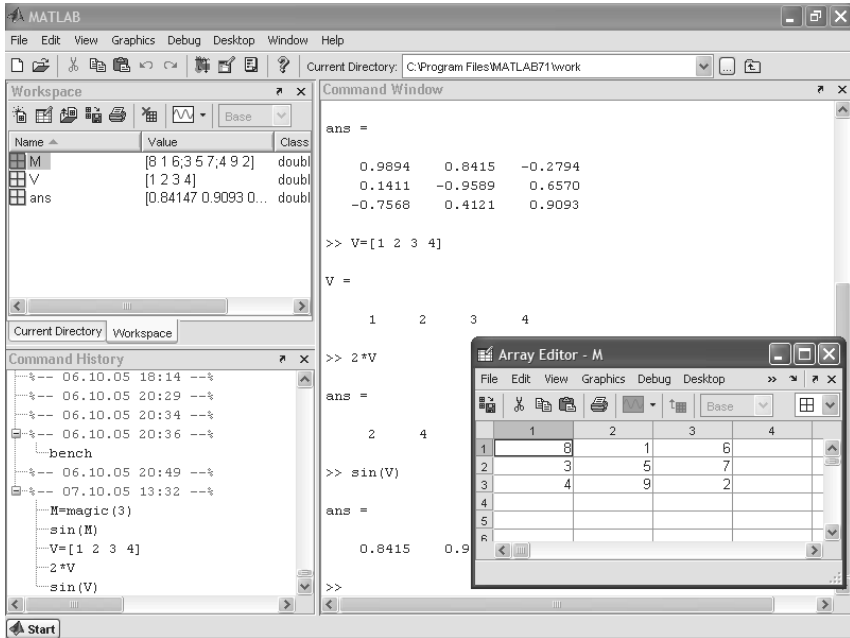 MATLAB
File Edit View Graphics Debug Desktop Window Help
Current Directory: C:\Program Files\MATLAB71\work
Workspace
Base
Name Value Class
M [8 1 6;3 5 7;4 9 2] doubl
V [1 2 3 4] doubl
ans [0.84147 0.9093 0... doubl
Current Directory Workspace
Command History
%-- 06.10.05 18:14 --%
%-- 06.10.05 20:29 --%
%-- 06.10.05 20:34 --%
%-- 06.10.05 20:36 --%
bench
%-- 06.10.05 20:49 --%
%-- 07.10.05 13:32 --%
M=magic(3)
sin(M)
V=[1 2 3 4]
2*V
sin(V)
Command Window
ans =
0.9894 0.8415 -0.2794
0.1411 -0.9589 0.6570
-0.7568 0.4121 0.9093
>> V=[1 2 3 4]
V =
1 2 3 4
>> 2*V
ans =
2 4
>> sin(V)
ans =
0.8415 0.9
>>
Array Editor - M
File Edit View Graphics Debug Desktop »
Base
1 2 3 4
1 8 1 6
2 3 5 7
3 4 9 2
4
5
6
Start